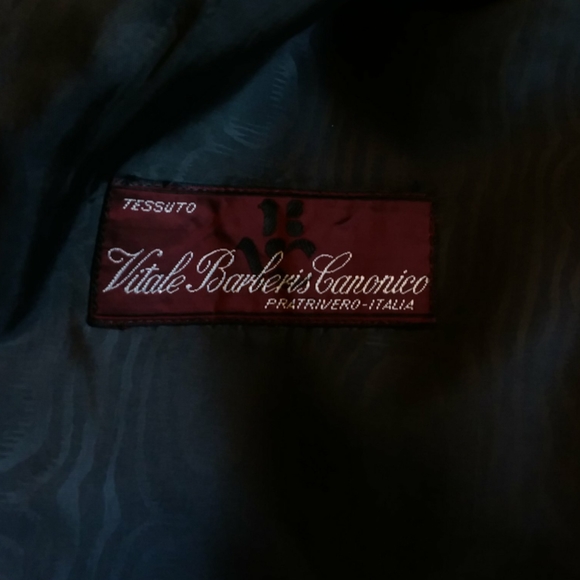 TESSUTO
Vitale Barberis Canonico
PRATRIVERO-ITALIA